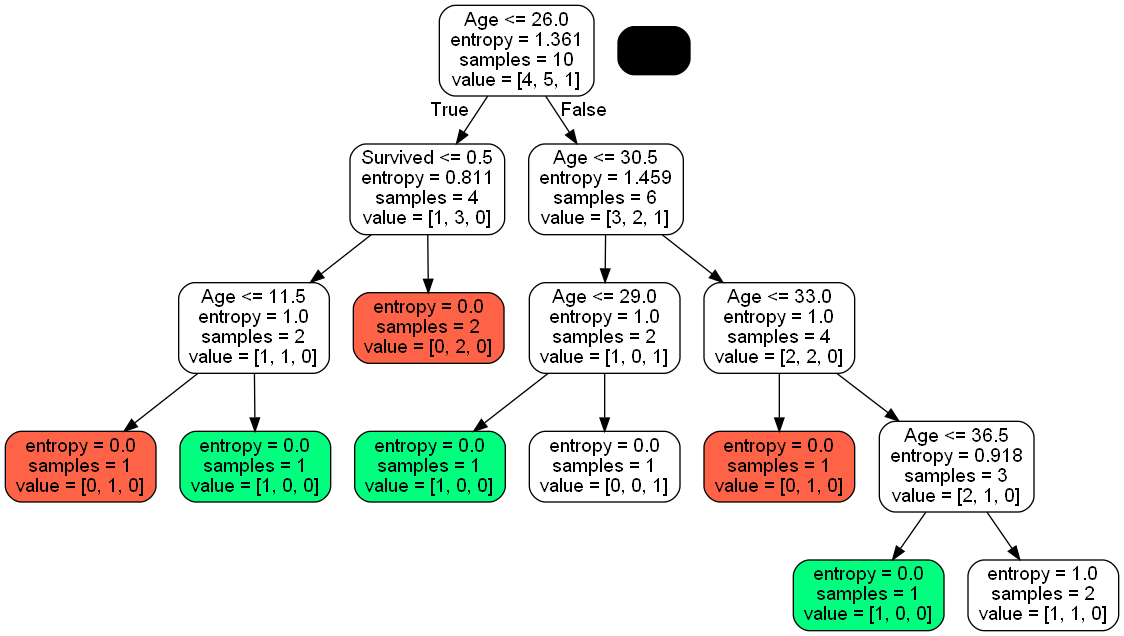 Age <= 26.0
entropy = 1.361
samples = 10
value = [4, 5, 1]
True
False
Survived <= 0.5
entropy = 0.811
samples = 4
value = [1, 3, 0]
Age <= 30.5
entropy = 1.459
samples = 6
value = [3, 2, 1]
Age <= 11.5
entropy = 1.0
samples = 2
value = [1, 1, 0]
entropy = 0.0
samples = 2
value = [0, 2, 0]
Age <= 29.0
entropy = 1.0
samples = 2
value = [1, 0, 1]
Age <= 33.0
entropy = 1.0
samples = 4
value = [2, 2, 0]
entropy = 0.0
samples = 1
value = [0, 1, 0]
entropy = 0.0
samples = 1
value = [1, 0, 0]
entropy = 0.0
samples = 1
value = [1, 0, 0]
entropy = 0.0
samples = 1
value = [0, 0, 1]
entropy = 0.0
samples = 1
value = [0, 1, 0]
Age <= 36.5
entropy = 0.918
samples = 3
value = [2, 1, 0]
entropy = 0.0
samples = 1
value = [1, 0, 0]
entropy = 1.0
samples = 2
value = [1, 1, 0]